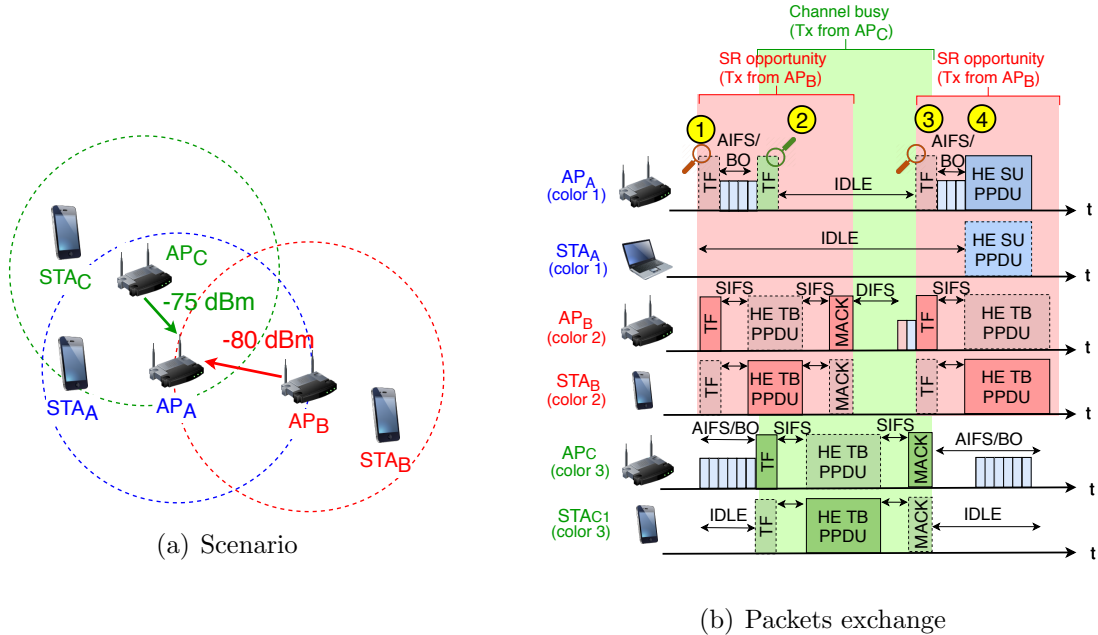 AP_C
STA_C
-75 dBm
-80 dBm
STA_A
AP_A
AP_B
STA_B
(a) Scenario
Channel busy
(Tx from AP_C)
SR opportunity
(Tx from AP_B)
SR opportunity
(Tx from AP_B)
1
AIFS/
BO
2
3
AIFS/
BO
4
AP_A
(color 1)
TF
TF
IDLE
TF
HE SU
PPDU
t
STA_A
(color 1)
IDLE
HE SU
PPDU
t
AP_B
(color 2)
TF
SIFS
HE TB
PPDU
SIFS
MACK
DIFS
TF
SIFS
HE TB
PPDU
t
STA_B
(color 2)
TF
HE TB
PPDU
MACK
TF
HE TB
PPDU
t
AP_C
(color 3)
AIFS/BO
TF
SIFS
HE TB
PPDU
SIFS
MACK
AIFS/BO
t
STA_C1
(color 3)
IDLE
TF
HE TB
PPDU
MACK
IDLE
t
(b) Packets exchange